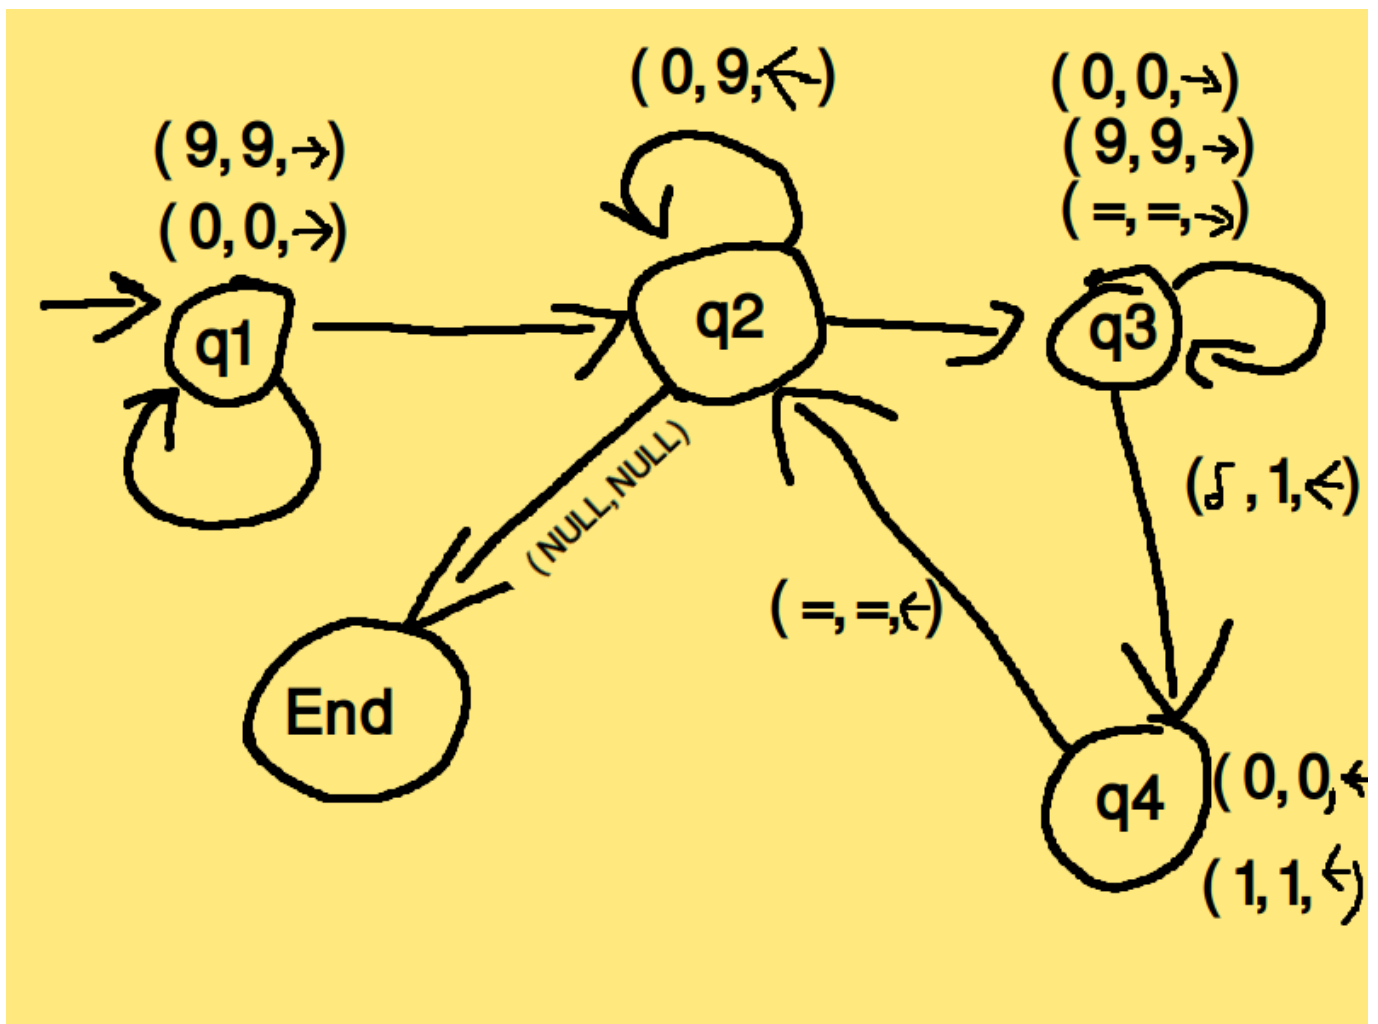 (0,9,←)
(0,0,→)
(9,9,→)
(=,=,→)
(9,9,→)
(0,0,→)
q1
q2
q3
(NULL,NULL)
(♪,1,←)
(=,=,←)
End
q4
(0,0,←
(1,1,←)